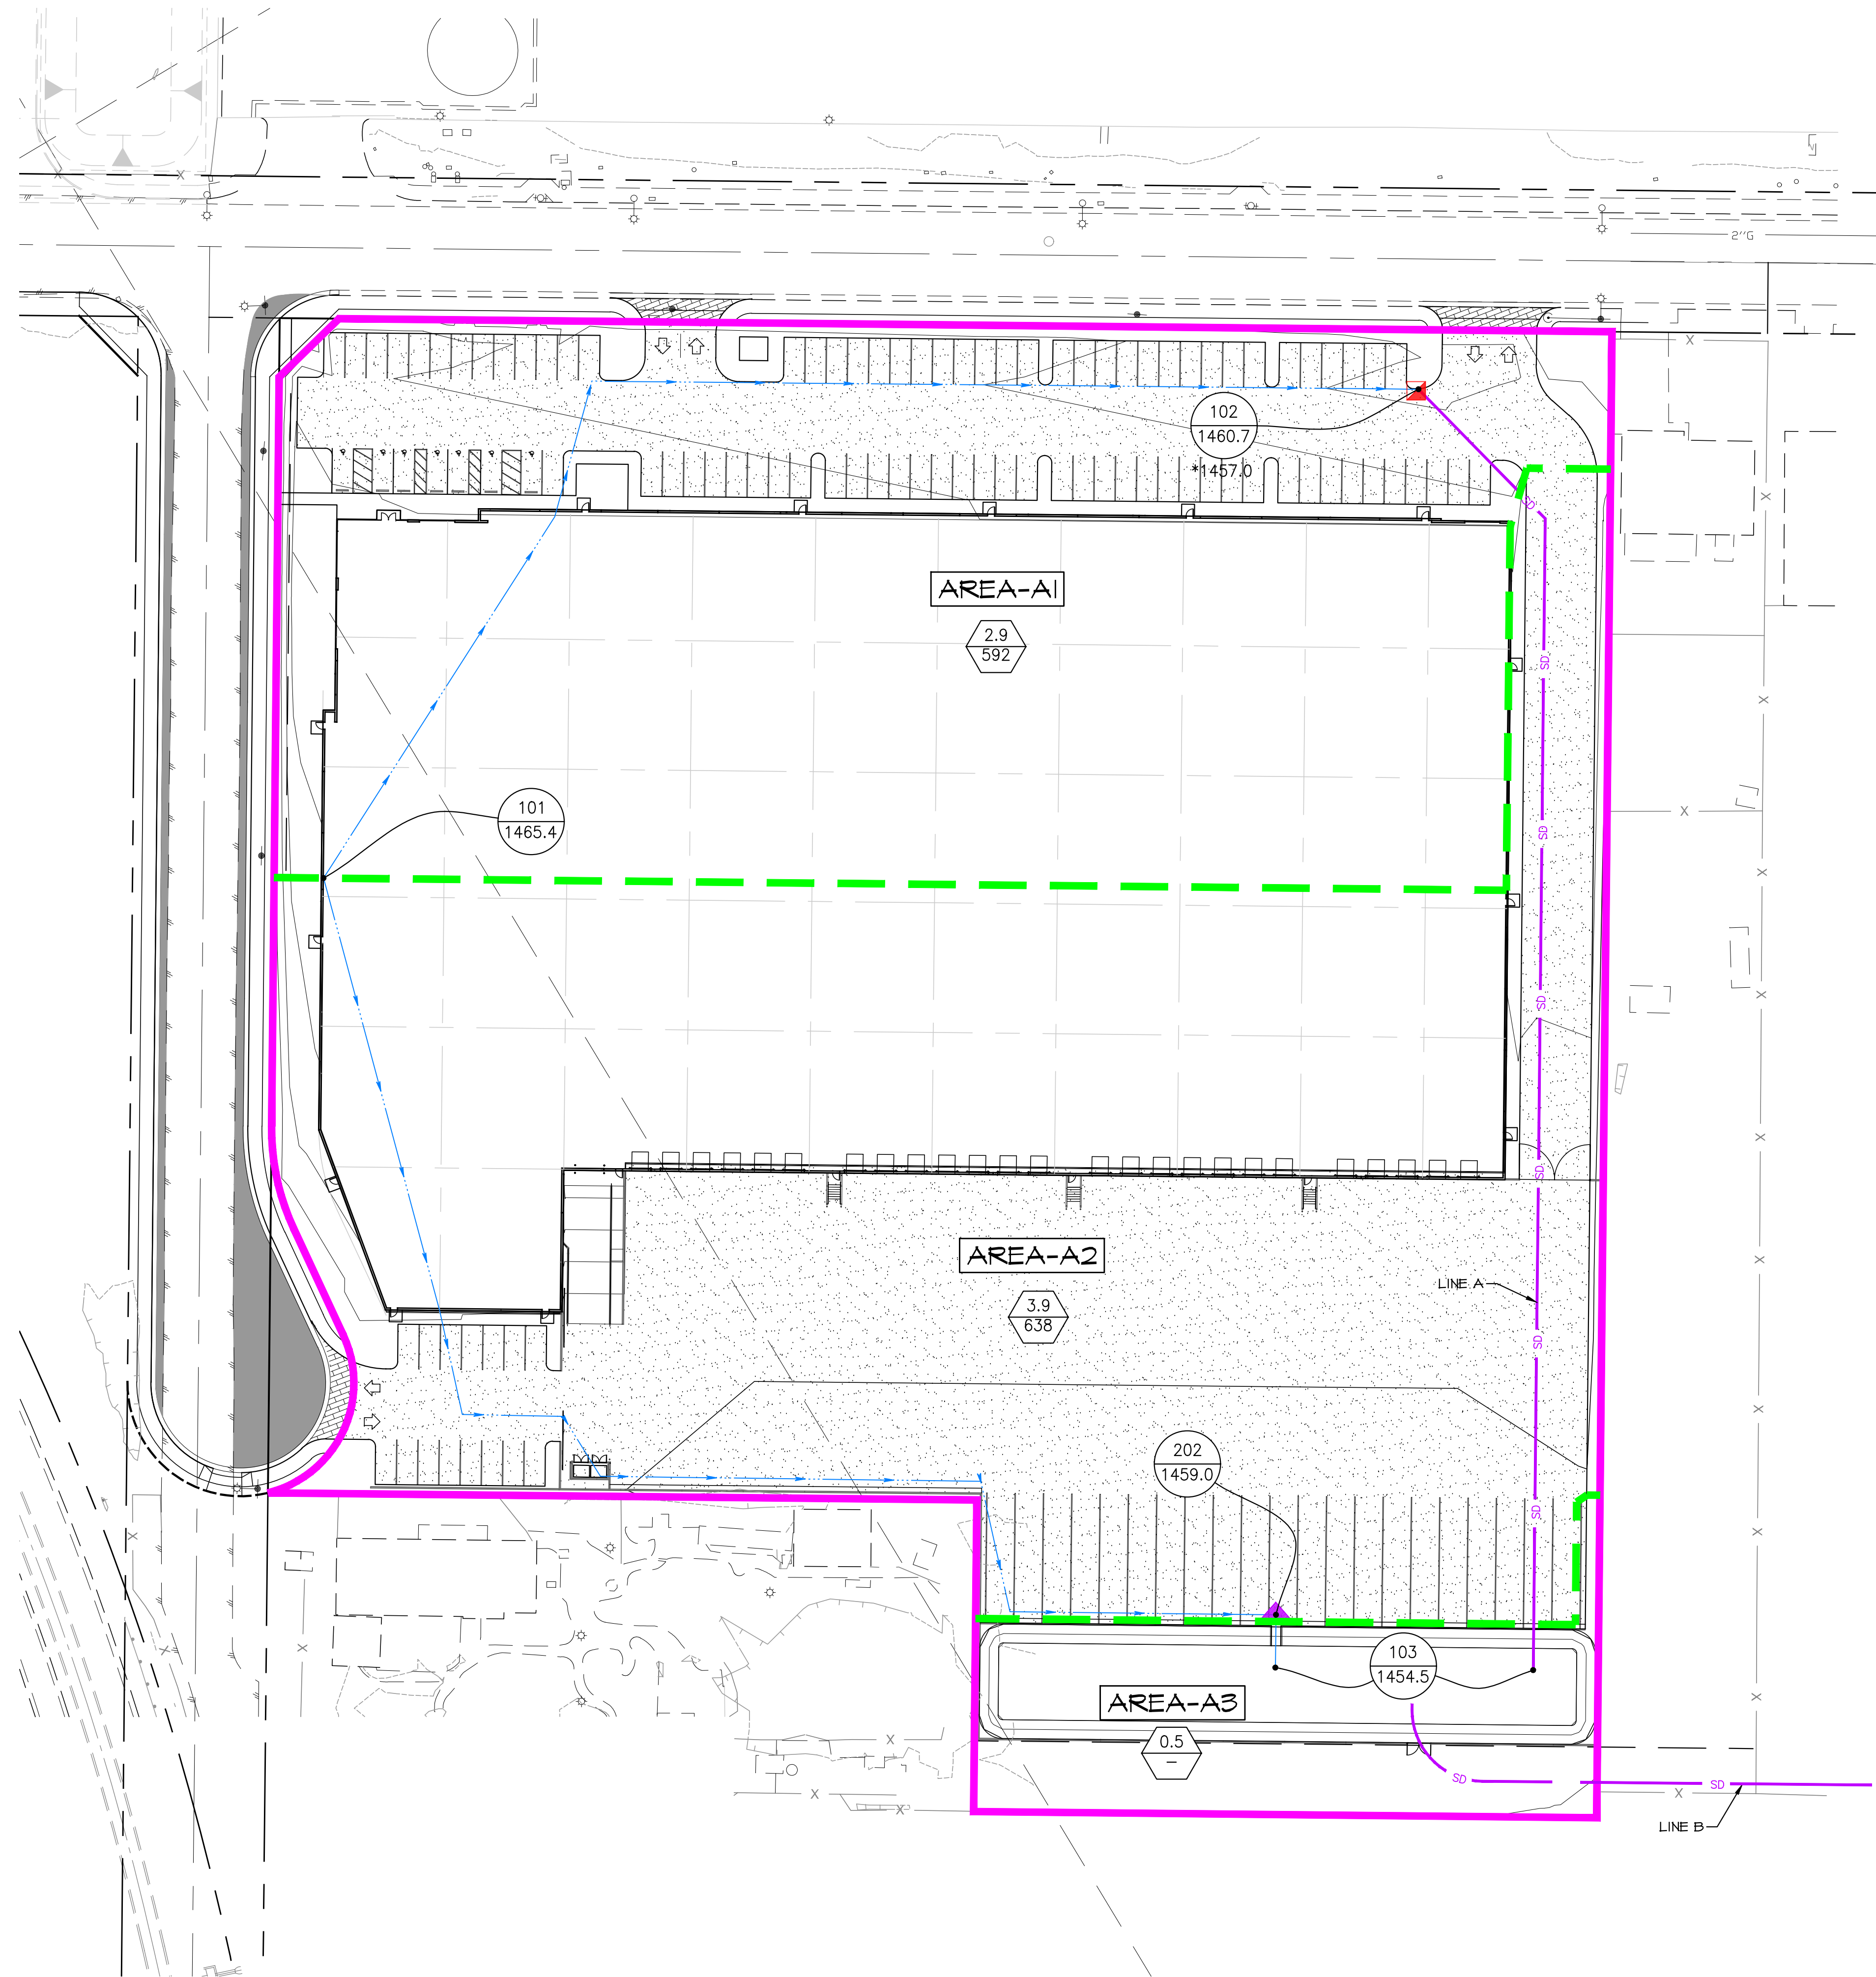 2"G
X
X
102
1460.7
*1457.0
X
X
SD
AREA-A1
2.9
592
SD
X
101
1465.4
X
SD
X
SD
X
X
SD
AREA-A2
X
LINE A
3.9
638
SD
X
202
1459.0
SD
X
X
X
X
103
1454.5
AREA-A3
X
0.5
–
X
SD
SD
X
X
X
LINE B